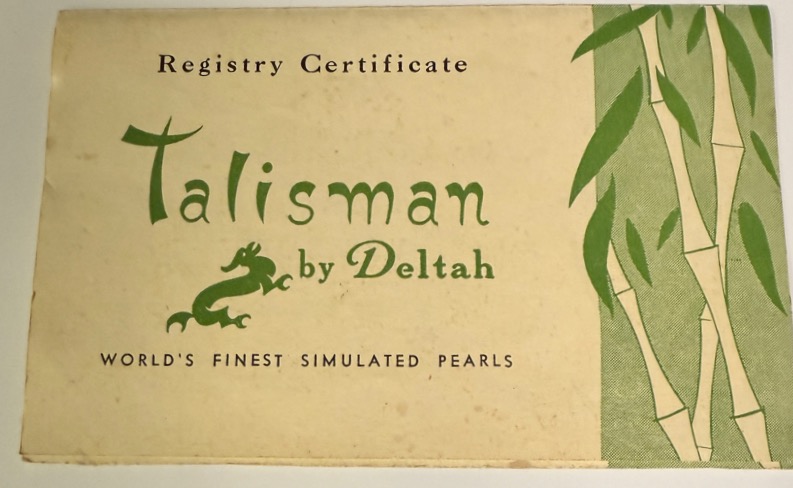 Registry Certificate
Talisman
by Deltah
WORLD'S FINEST SIMULATED PEARLS